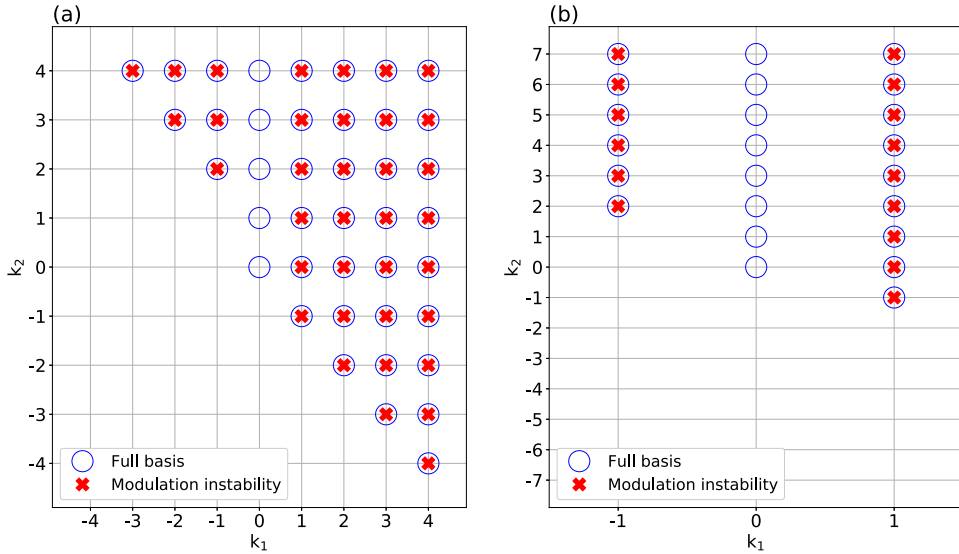 (a)
4
3
2
1
0
-1
-2
-3
-4
k2
-4 -3 -2 -1 0 1 2 3 4
k1
Full basis
Modulation instability
(b)
7
6
5
4
3
2
1
0
-1
-2
-3
-4
-5
-6
-7
k2
-1 0 1
k1
Full basis
Modulation instability